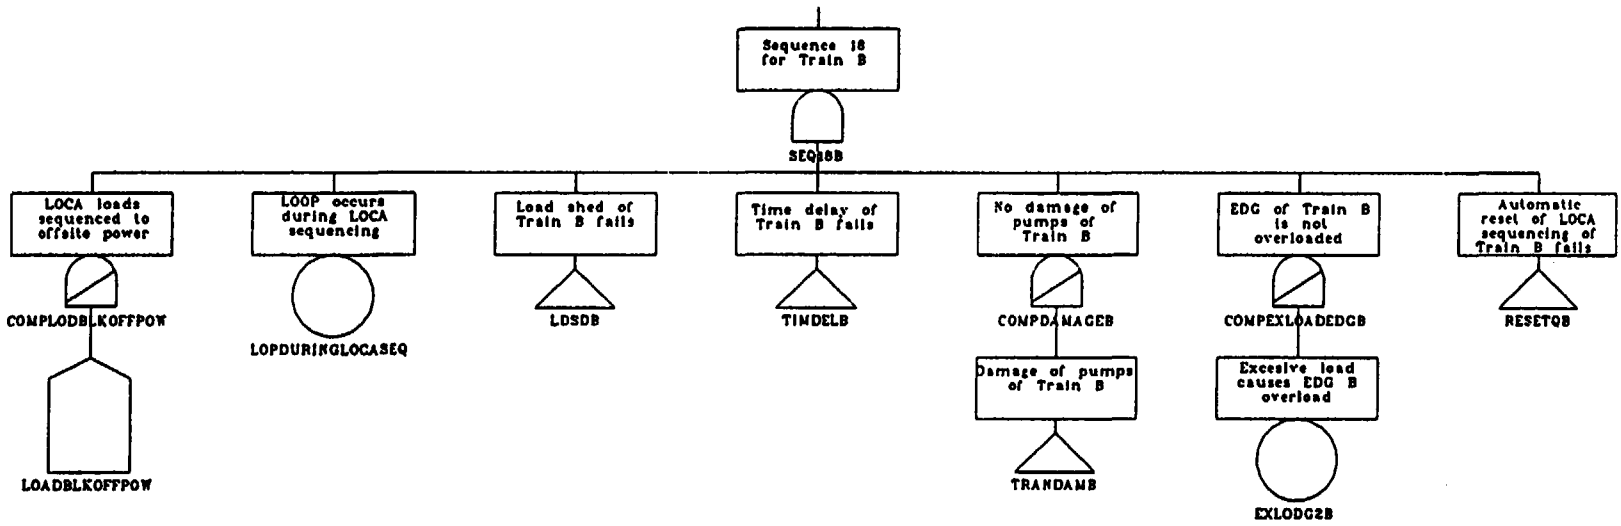 Sequence 18
for Train B
SEQ18B
LOCA loads
sequenced to
offsite power
COMPLODBLKOFFPOW
LOADBLKOFFPOW
LOOP occurs
during LOCA
sequencing
LOPDURINGLOCASEQ
Load shed of
Train B fails
LDSDB
Time delay of
Train B fails
TIMDELB
No damage of
pumps of
Train B
COMPDAMAGEB
Damage of pumps
of Train B
TRANDAMB
EDG of Train B
is not
overloaded
COMPEXLOADEDGB
Excesive load
causes EDG B
overload
EXLODG2B
Automatic
reset of LOCA
sequencing of
Train B fails
RESETQB